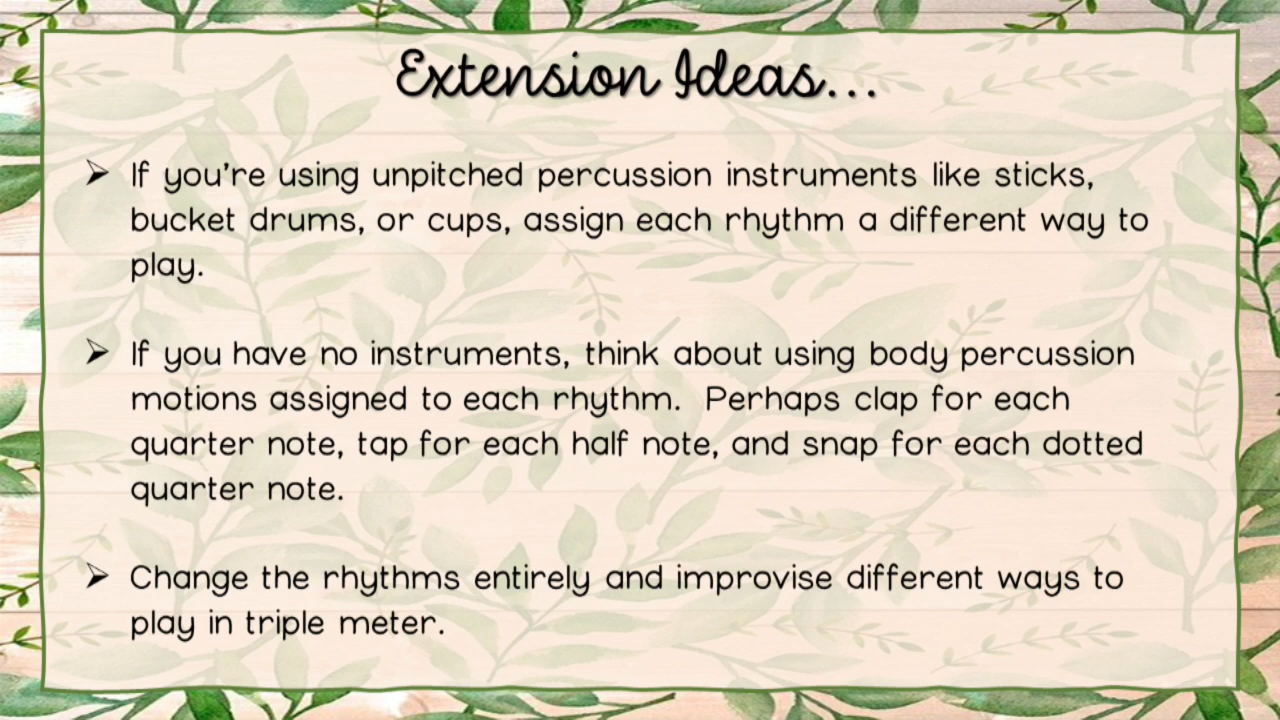 Extension Ideas...
➢ If you're using unpitched percussion instruments like sticks,
bucket drums, or cups, assign each rhythm a different way to
play.
➢ If you have no instruments, think about using body percussion
motions assigned to each rhythm.  Perhaps clap for each
quarter note, tap for each half note, and snap for each dotted
quarter note.
➢ Change the rhythms entirely and improvise different ways to
play in triple meter.